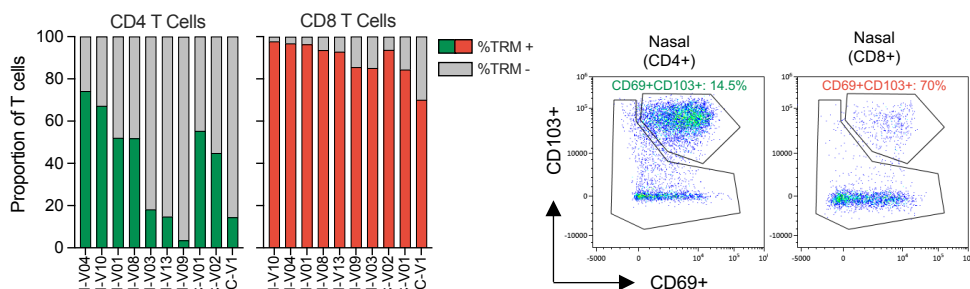 CD4 T Cells
CD8 T Cells
Proportion of T cells
100
80
60
40
20
0
I-V04
I-V10
I-V01
I-V08
I-V03
I-V13
I-V09
C-V01
C-V02
C-V1
I-V10
I-V04
I-V01
I-V08
I-V13
I-V09
I-V03
C-V02
C-V01
C-V1
%TRM +
%TRM -
Nasal
(CD4+)
Nasal
(CD8+)
CD69+CD103+: 14.5%
CD69+CD103+: 70%
CD103+
10⁶
10⁵
10000
0
-10000
-5000
0
10⁴
10⁵
10⁶
10⁵
10000
0
-10000
-5000
0
10⁴
10⁵
CD69+